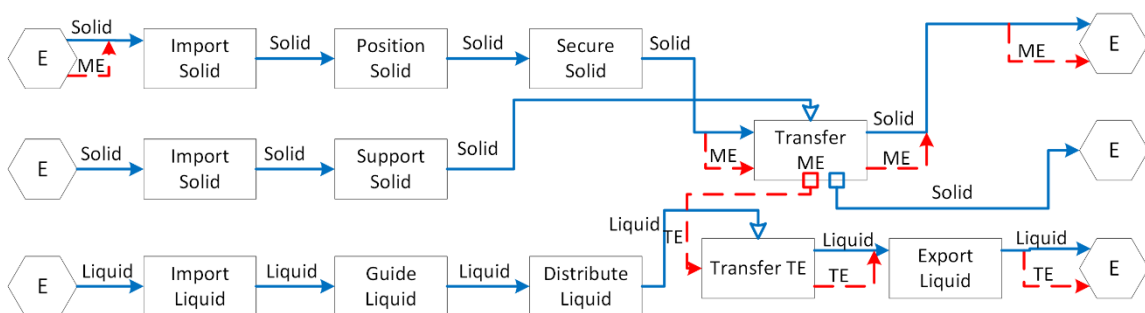 Solid
E
ME
Import
Solid
Solid
Position
Solid
Solid
Secure
Solid
Solid
ME
E
E
Solid
Import
Solid
Solid
Support
Solid
Solid
ME
Transfer
ME
Solid
ME
E
Solid
E
Liquid
Import
Liquid
Liquid
Guide
Liquid
Liquid
Distribute
Liquid
Liquid
TE
Transfer TE
Liquid
TE
Export
Liquid
Liquid
TE
E